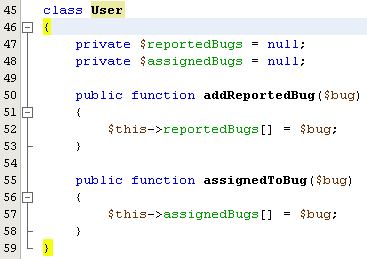 45 class User
46 {
47     private $reportedBugs = null;
48     private $assignedBugs = null;
49
50     public function addReportedBug($bug)
51     {
52         $this->reportedBugs[] = $bug;
53     }
54
55     public function assignedToBug($bug)
56     {
57         $this->assignedBugs[] = $bug;
58     }
59 }